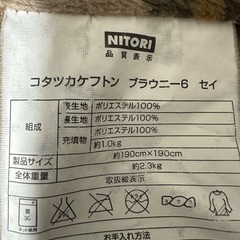 NITORI
品質表示
コタツカケフトン ブラウニー6 セイ
組成
表生地 ポリエステル100%
裏生地 ポリエステル100%
充填物 ポリエステル100%
約1.0kg
製品サイズ 約190cm×190cm
全体重量 約2.3kg
取扱絵表示
お手入れ方法